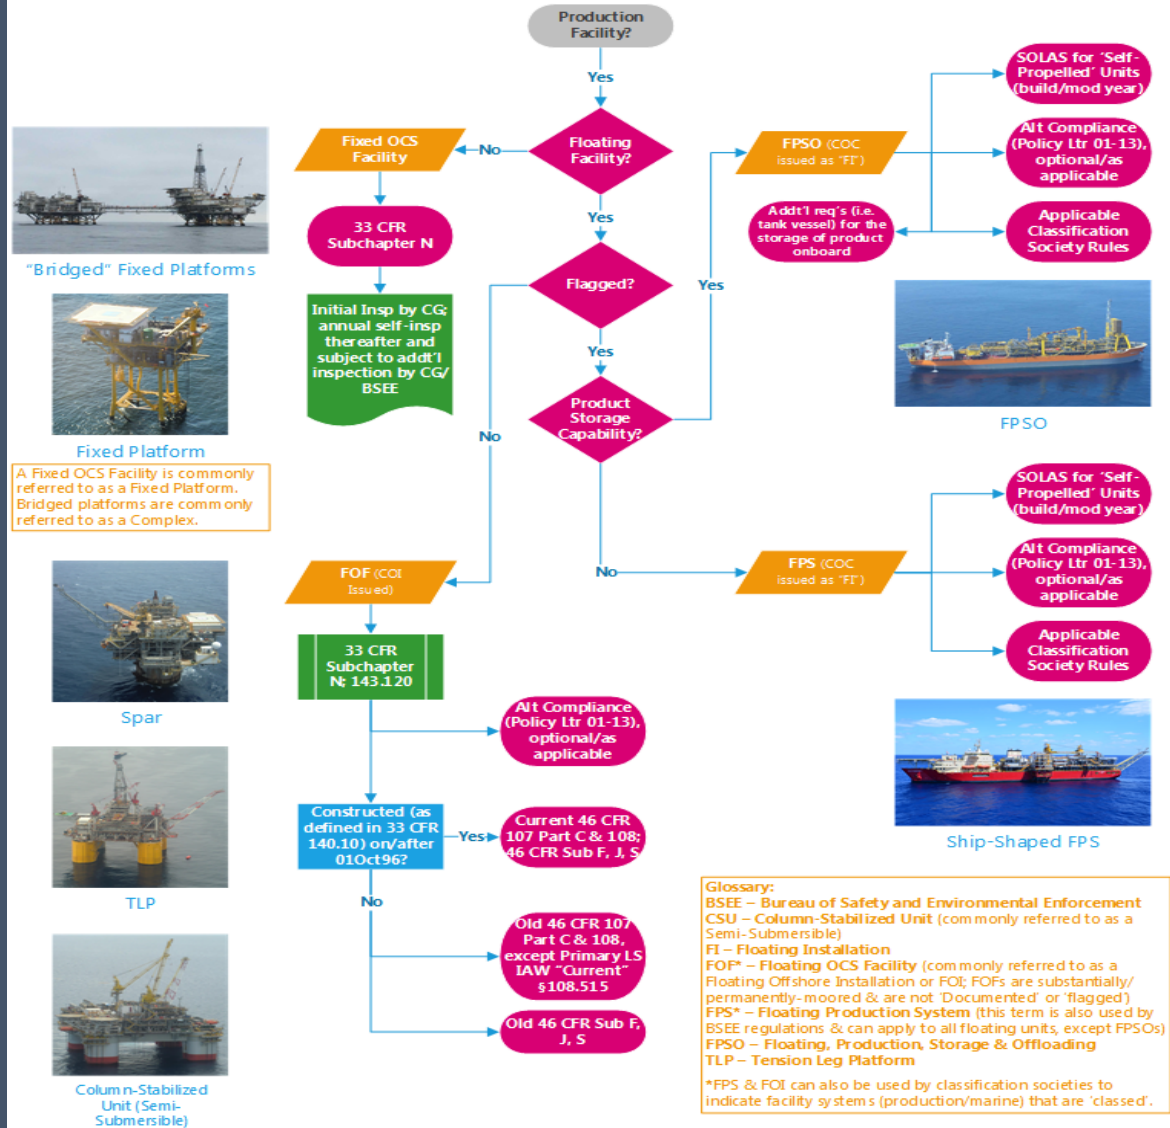 Production
Facility?
Yes
Floating
Facility?
No
Fixed OCS
Facility
33 CFR
Subchapter N
Initial Insp by CG;
annual self-insp
thereafter and
subject to addt'l
inspection by CG/
BSEE
Yes
Flagged?
Yes
No
Product
Storage
Capability?
Yes
No
FPSO (COC
issued as "FI")
SOLAS for 'Self-
Propelled' Units
(build/mod year)
Alt Compliance
(Policy Ltr 01-13),
optional/as
applicable
Addt'l req's (i.e.
tank vessel) for the
storage of product
onboard
Applicable
Classification
Society Rules
FPSO
"Bridged" Fixed Platforms
Fixed Platform
A Fixed OCS Facility is commonly
referred to as a Fixed Platform.
Bridged platforms are commonly
referred to as a Complex.
FPS (COC
issued as "FI")
SOLAS for 'Self-
Propelled' Units
(build/mod year)
Alt Compliance
(Policy Ltr 01-13),
optional/as
applicable
Applicable
Classification
Society Rules
Ship-Shaped FPS
FOF (COI
Issued)
33 CFR
Subchapter
N; 143.120
Alt Compliance
(Policy Ltr 01-13),
optional/as
applicable
Constructed (as
defined in 33 CFR
140.10) on/after
01Oct96?
Yes
Current 46 CFR
107 Part C & 108;
46 CFR Sub F, J, S
No
Old 46 CFR 107
Part C & 108,
except Primary LS
IAW "Current"
§108.515
Old 46 CFR Sub F,
J, S
Spar
TLP
Column-Stabilized
Unit (Semi-
Submersible)
Glossary:
BSEE – Bureau of Safety and Environmental Enforcement
CSU – Column-Stabilized Unit (commonly referred to as a
Semi-Submersible)
FI – Floating Installation
FOF* – Floating OCS Facility (commonly referred to as a
Floating Offshore Installation or FOI; FOFs are substantially/
permanently-moored & are not 'Documented' or 'flagged')
FPS* – Floating Production System (this term is also used by
BSEE regulations & can apply to all floating units, except FPSOs)
FPSO – Floating, Production, Storage & Offloading
TLP – Tension Leg Platform
*FPS & FOI can also be used by classification societies to
indicate facility systems (production/marine) that are 'classed'.